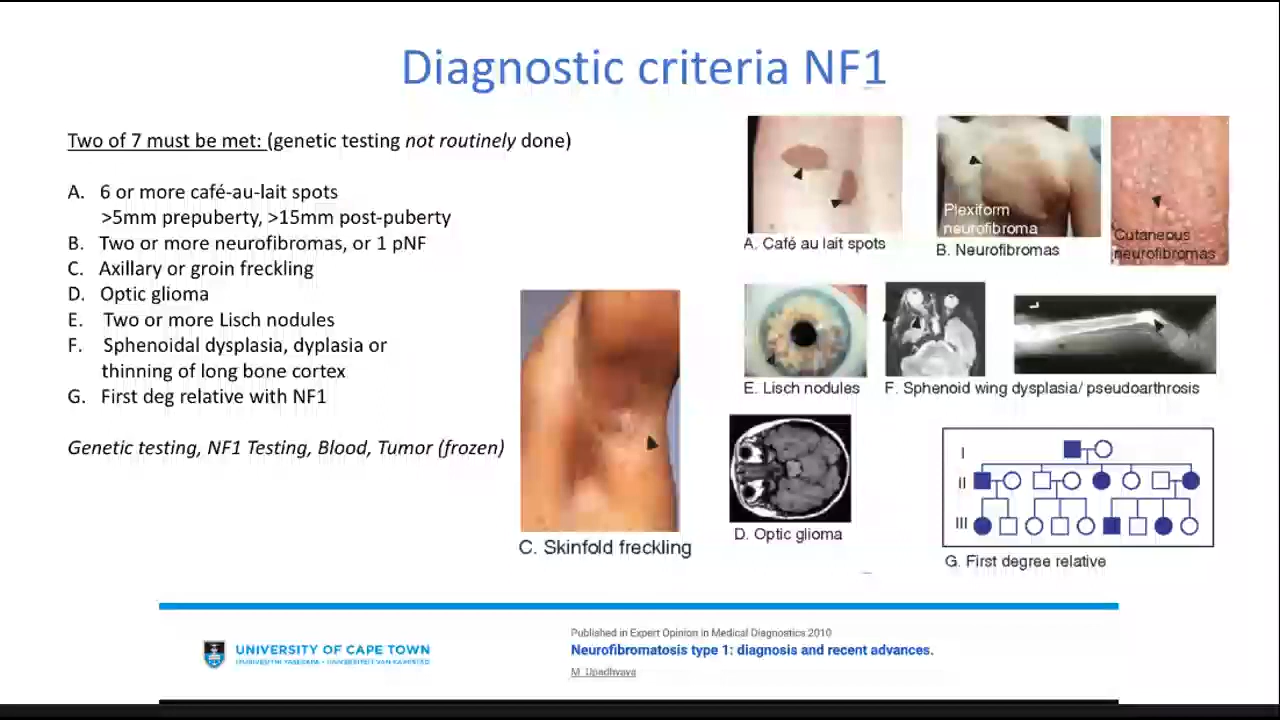 Diagnostic criteria NF1
Two of 7 must be met: (genetic testing not routinely done)
A. 6 or more café-au-lait spots
>5mm prepuberty, >15mm post-puberty
B. Two or more neurofibromas, or 1 pNF
C. Axillary or groin freckling
D. Optic glioma
E. Two or more Lisch nodules
F. Sphenoidal dysplasia, dyplasia or
thinning of long bone cortex
G. First deg relative with NF1
Genetic testing, NF1 Testing, Blood, Tumor (frozen)
C. Skinfold freckling
A. Café au lait spots
Plexiform
neurofibroma
B. Neurofibromas
Cutaneous
neurofibromas
E. Lisch nodules
F. Sphenoid wing dysplasia/ pseudoarthrosis
D. Optic glioma
I
II
III
G. First degree relative
UNIVERSITY OF CAPE TOWN
Published in Expert Opinion in Medical Diagnostics 2010
Neurofibromatosis type 1: diagnosis and recent advances.
M. Upadhyaya